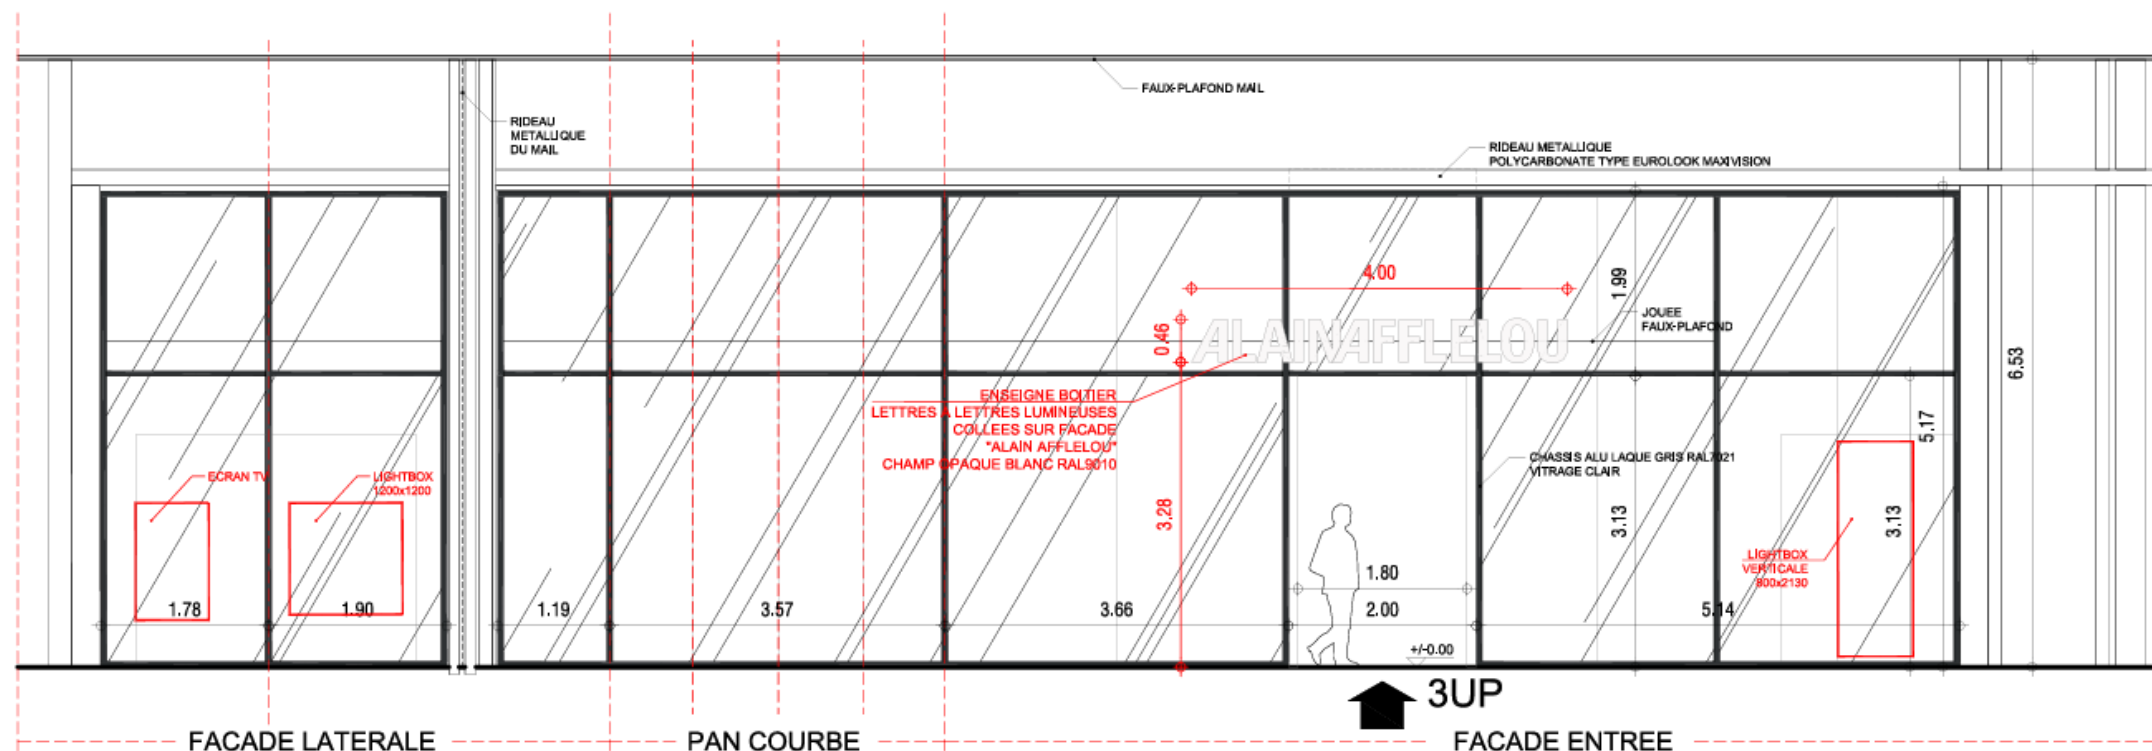 FAUX-PLAFOND MAIL
RIDEAU
METALLIQUE
DU MAIL
RIDEAU METALLIQUE
POLYCARBONATE TYPE EUROLOOK MAXIVISION
4.00
1.99
0.46
ALAINAFFLELOU
JOUEE
FAUX-PLAFOND
6.53
ENSEIGNE BOITIER
LETTRES A LETTRES LUMINEUSES
COLLEES SUR FACADE
"ALAIN AFFLELOU"
CHAMP OPAQUE BLANC RAL9010
5.17
CHASSIS ALU LAQUE GRIS RAL7021
VITRAGE CLAIR
ECRAN TV
LIGHTBOX
1200x1200
3.28
3.13
3.13
LIGHTBOX
VERTICALE
800x2130
1.80
1.78
1.90
1.19
3.57
3.66
2.00
5.14
+/-0.00
3UP
FACADE LATERALE
PAN COURBE
FACADE ENTREE